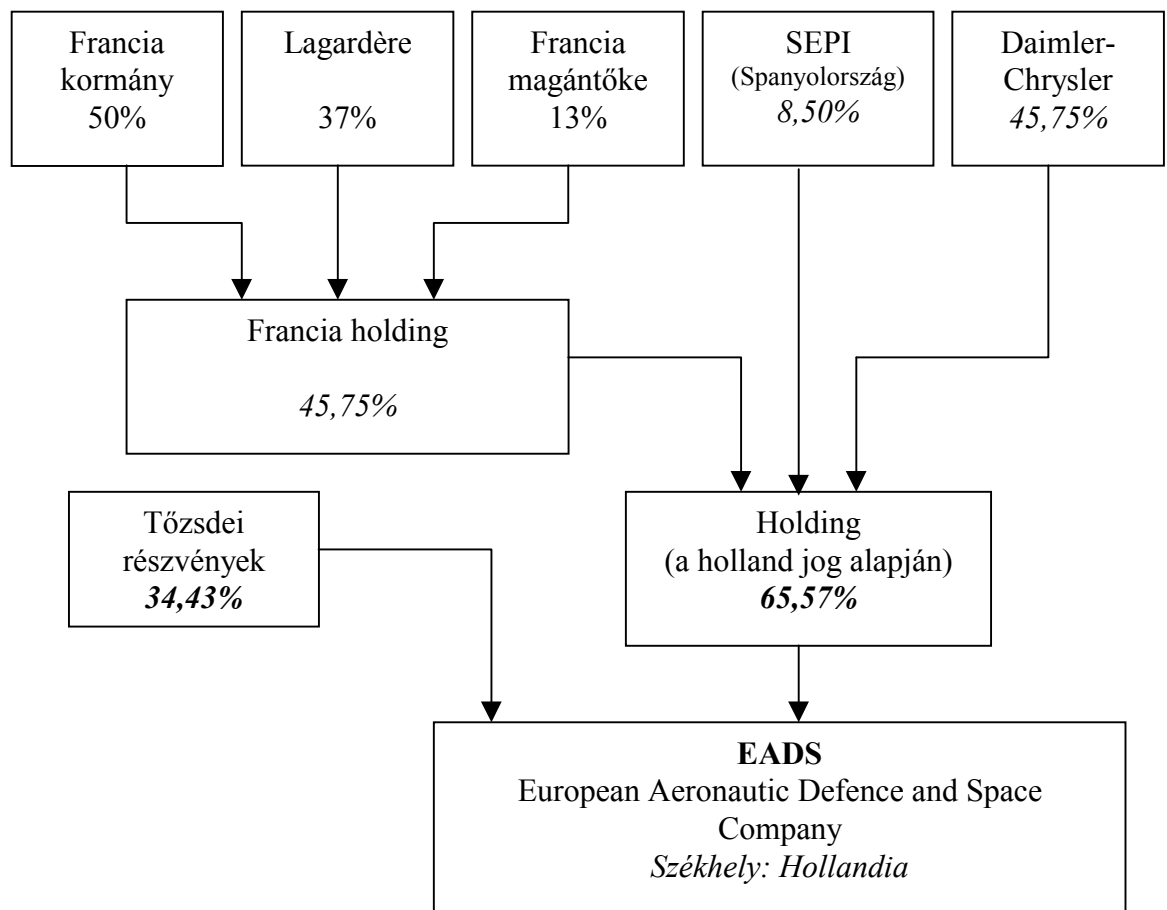 Francia
kormány
50%
Lagardère
37%
Francia
magántőke
13%
SEPI
(Spanyolország)
8,50%
Daimler-
Chrysler
45,75%
Francia holding
45,75%
Tőzsdei
részvények
34,43%
Holding
(a holland jog alapján)
65,57%
EADS
European Aeronautic Defence and Space
Company
Székhely: Hollandia